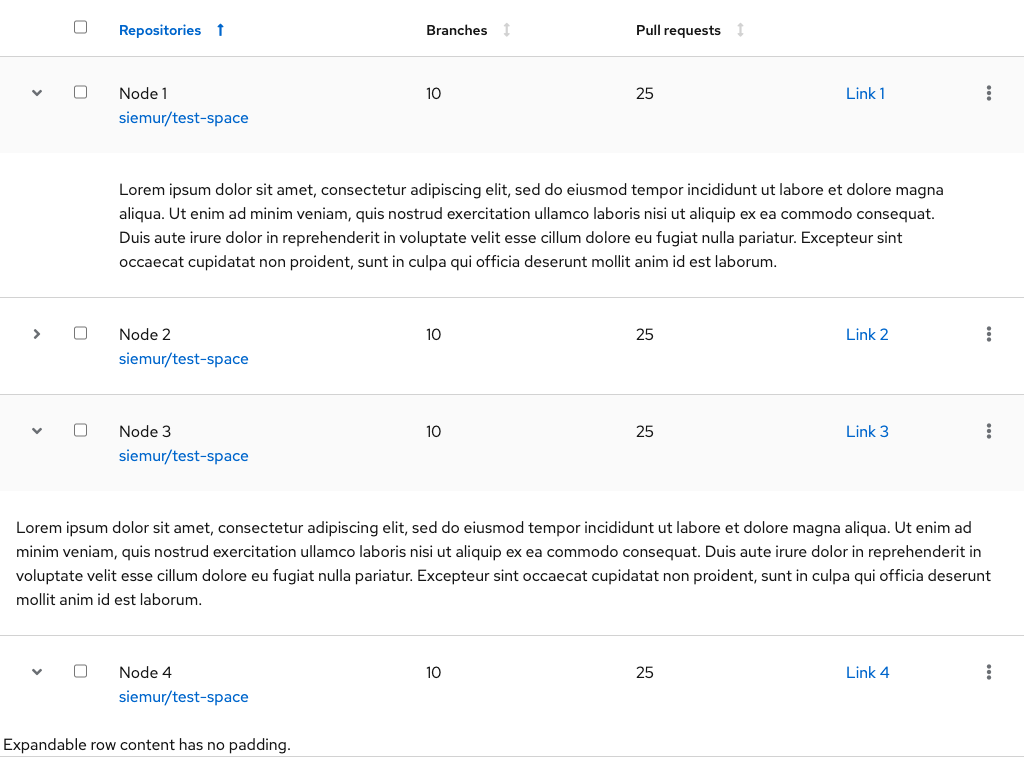 Repositories Branches Pull requests
Node 1 10 25 Link 1
siemur/test-space
Lorem ipsum dolor sit amet, consectetur adipiscing elit, sed do eiusmod tempor incididunt ut labore et dolore magna
aliqua. Ut enim ad minim veniam, quis nostrud exercitation ullamco laboris nisi ut aliquip ex ea commodo consequat.
Duis aute irure dolor in reprehenderit in voluptate velit esse cillum dolore eu fugiat nulla pariatur. Excepteur sint
occaecat cupidatat non proident, sunt in culpa qui officia deserunt mollit anim id est laborum.
Node 2 10 25 Link 2
siemur/test-space
Node 3 10 25 Link 3
siemur/test-space
Lorem ipsum dolor sit amet, consectetur adipiscing elit, sed do eiusmod tempor incididunt ut labore et dolore magna aliqua. Ut enim ad
minim veniam, quis nostrud exercitation ullamco laboris nisi ut aliquip ex ea commodo consequat. Duis aute irure dolor in reprehenderit in
voluptate velit esse cillum dolore eu fugiat nulla pariatur. Excepteur sint occaecat cupidatat non proident, sunt in culpa qui officia deserunt
mollit anim id est laborum.
Node 4 10 25 Link 4
siemur/test-space
Expandable row content has no padding.